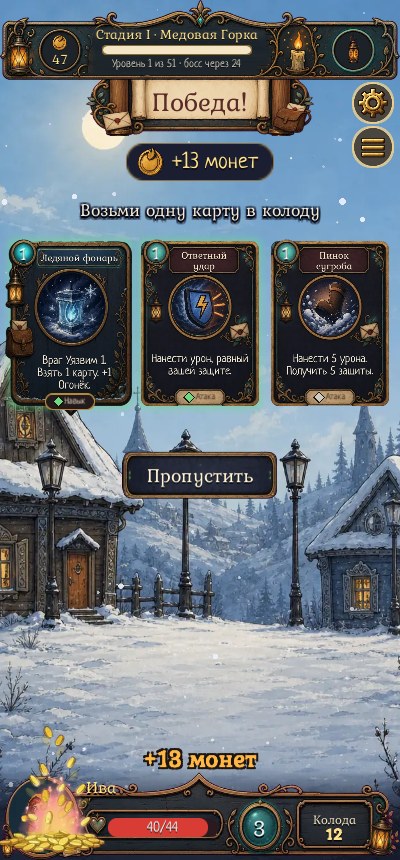 Стадия I · Медовая Горка
47
Уровень 1 из 51 · босс через 24
Победа!
+13 монет
Возьми одну карту в колоду
1
Ледяной фонарь
Враг Уязвим 1.
Взять 1 карту. +1
Огонёк.
Навык
1
Ответный
удар
Нанести урон, равный
вашей защите.
Атака
1
Пинок
сугроба
Нанести 5 урона.
Получить 5 защиты.
Атака
Пропустить
+13 монет
Ива
40/44
3
Колода
12